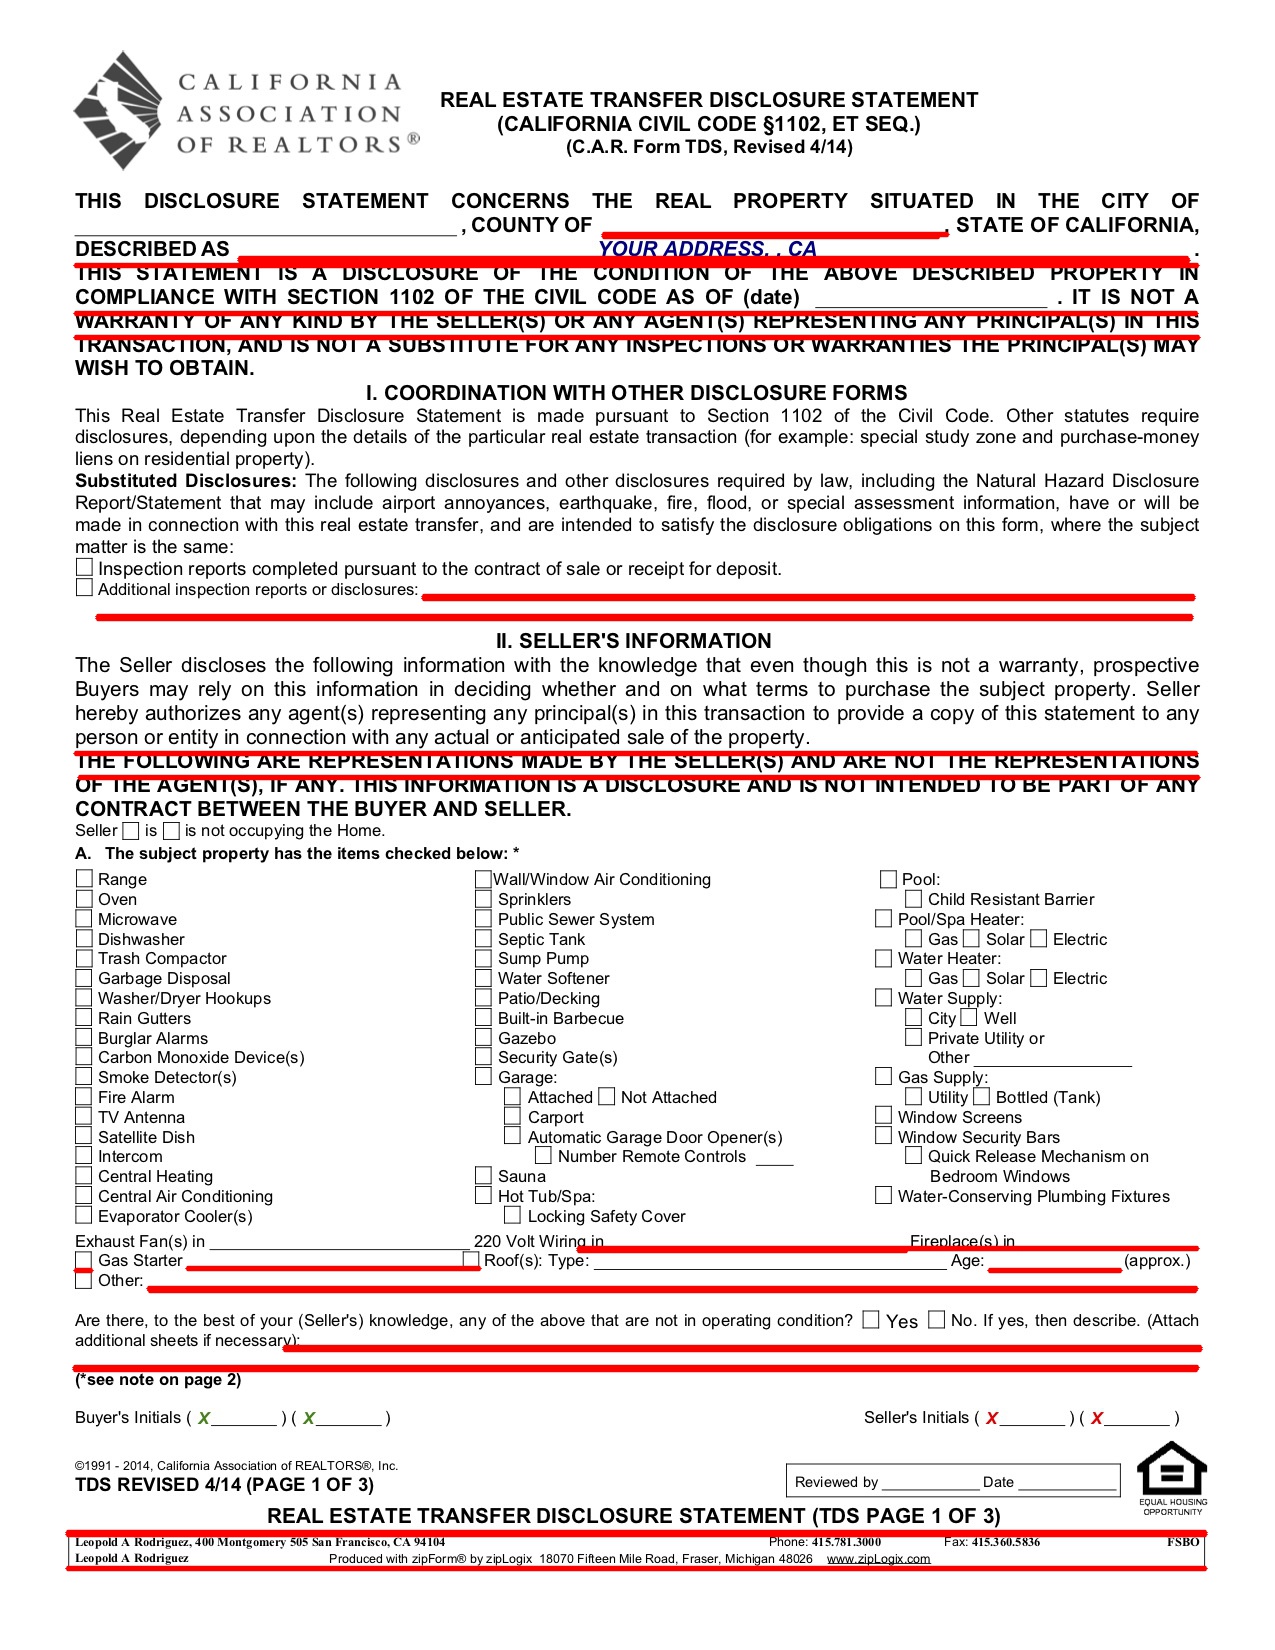 CALIFORNIA
ASSOCIATION
OF REALTORS®
REAL ESTATE TRANSFER DISCLOSURE STATEMENT
(CALIFORNIA CIVIL CODE §1102, ET SEQ.)
(C.A.R. Form TDS, Revised 4/14)
THIS DISCLOSURE STATEMENT CONCERNS THE REAL PROPERTY SITUATED IN THE CITY OF
, COUNTY OF , STATE OF CALIFORNIA,
DESCRIBED AS YOUR ADDRESS, , CA .
THIS STATEMENT IS A DISCLOSURE OF THE CONDITION OF THE ABOVE DESCRIBED PROPERTY IN
COMPLIANCE WITH SECTION 1102 OF THE CIVIL CODE AS OF (date) . IT IS NOT A
WARRANTY OF ANY KIND BY THE SELLER(S) OR ANY AGENT(S) REPRESENTING ANY PRINCIPAL(S) IN THIS
TRANSACTION, AND IS NOT A SUBSTITUTE FOR ANY INSPECTIONS OR WARRANTIES THE PRINCIPAL(S) MAY
WISH TO OBTAIN.
I. COORDINATION WITH OTHER DISCLOSURE FORMS
This Real Estate Transfer Disclosure Statement is made pursuant to Section 1102 of the Civil Code. Other statutes require
disclosures, depending upon the details of the particular real estate transaction (for example: special study zone and purchase-money
liens on residential property).
Substituted Disclosures: The following disclosures and other disclosures required by law, including the Natural Hazard Disclosure
Report/Statement that may include airport annoyances, earthquake, fire, flood, or special assessment information, have or will be
made in connection with this real estate transfer, and are intended to satisfy the disclosure obligations on this form, where the subject
matter is the same:
Inspection reports completed pursuant to the contract of sale or receipt for deposit.
Additional inspection reports or disclosures:
II. SELLER'S INFORMATION
The Seller discloses the following information with the knowledge that even though this is not a warranty, prospective
Buyers may rely on this information in deciding whether and on what terms to purchase the subject property. Seller
hereby authorizes any agent(s) representing any principal(s) in this transaction to provide a copy of this statement to any
person or entity in connection with any actual or anticipated sale of the property.
THE FOLLOWING ARE REPRESENTATIONS MADE BY THE SELLER(S) AND ARE NOT THE REPRESENTATIONS
OF THE AGENT(S), IF ANY. THIS INFORMATION IS A DISCLOSURE AND IS NOT INTENDED TO BE PART OF ANY
CONTRACT BETWEEN THE BUYER AND SELLER.
Seller is is not occupying the Home.
A. The subject property has the items checked below: *
Range
Oven
Microwave
Dishwasher
Trash Compactor
Garbage Disposal
Washer/Dryer Hookups
Rain Gutters
Burglar Alarms
Carbon Monoxide Device(s)
Smoke Detector(s)
Fire Alarm
TV Antenna
Satellite Dish
Intercom
Central Heating
Central Air Conditioning
Evaporator Cooler(s)
Wall/Window Air Conditioning
Sprinklers
Public Sewer System
Septic Tank
Sump Pump
Water Softener
Patio/Decking
Built-in Barbecue
Gazebo
Security Gate(s)
Garage:
Attached Not Attached
Carport
Automatic Garage Door Opener(s)
Number Remote Controls
Sauna
Hot Tub/Spa:
Locking Safety Cover
Pool:
Child Resistant Barrier
Pool/Spa Heater:
Gas Solar Electric
Water Heater:
Gas Solar Electric
Water Supply:
City Well
Private Utility or
Other
Gas Supply:
Utility Bottled (Tank)
Window Screens
Window Security Bars
Quick Release Mechanism on
Bedroom Windows
Water-Conserving Plumbing Fixtures
Exhaust Fan(s) in 220 Volt Wiring in Fireplace(s) in
Gas Starter Roof(s): Type: Age: (approx.)
Other:
Are there, to the best of your (Seller's) knowledge, any of the above that are not in operating condition? Yes No. If yes, then describe. (Attach
additional sheets if necessary):
(*see note on page 2)
Buyer's Initials ( X ) ( X ) Seller's Initials ( X ) ( X )
©1991 - 2014, California Association of REALTORS®, Inc.
TDS REVISED 4/14 (PAGE 1 OF 3)
Reviewed by Date
EQUAL HOUSING
OPPORTUNITY
REAL ESTATE TRANSFER DISCLOSURE STATEMENT (TDS PAGE 1 OF 3)
Leopold A Rodriguez, 400 Montgomery 505 San Francisco, CA 94104 Phone: 415.781.3000 Fax: 415.360.5836 FSBO
Leopold A Rodriguez Produced with zipForm® by zipLogix 18070 Fifteen Mile Road, Fraser, Michigan 48026 www.zipLogix.com